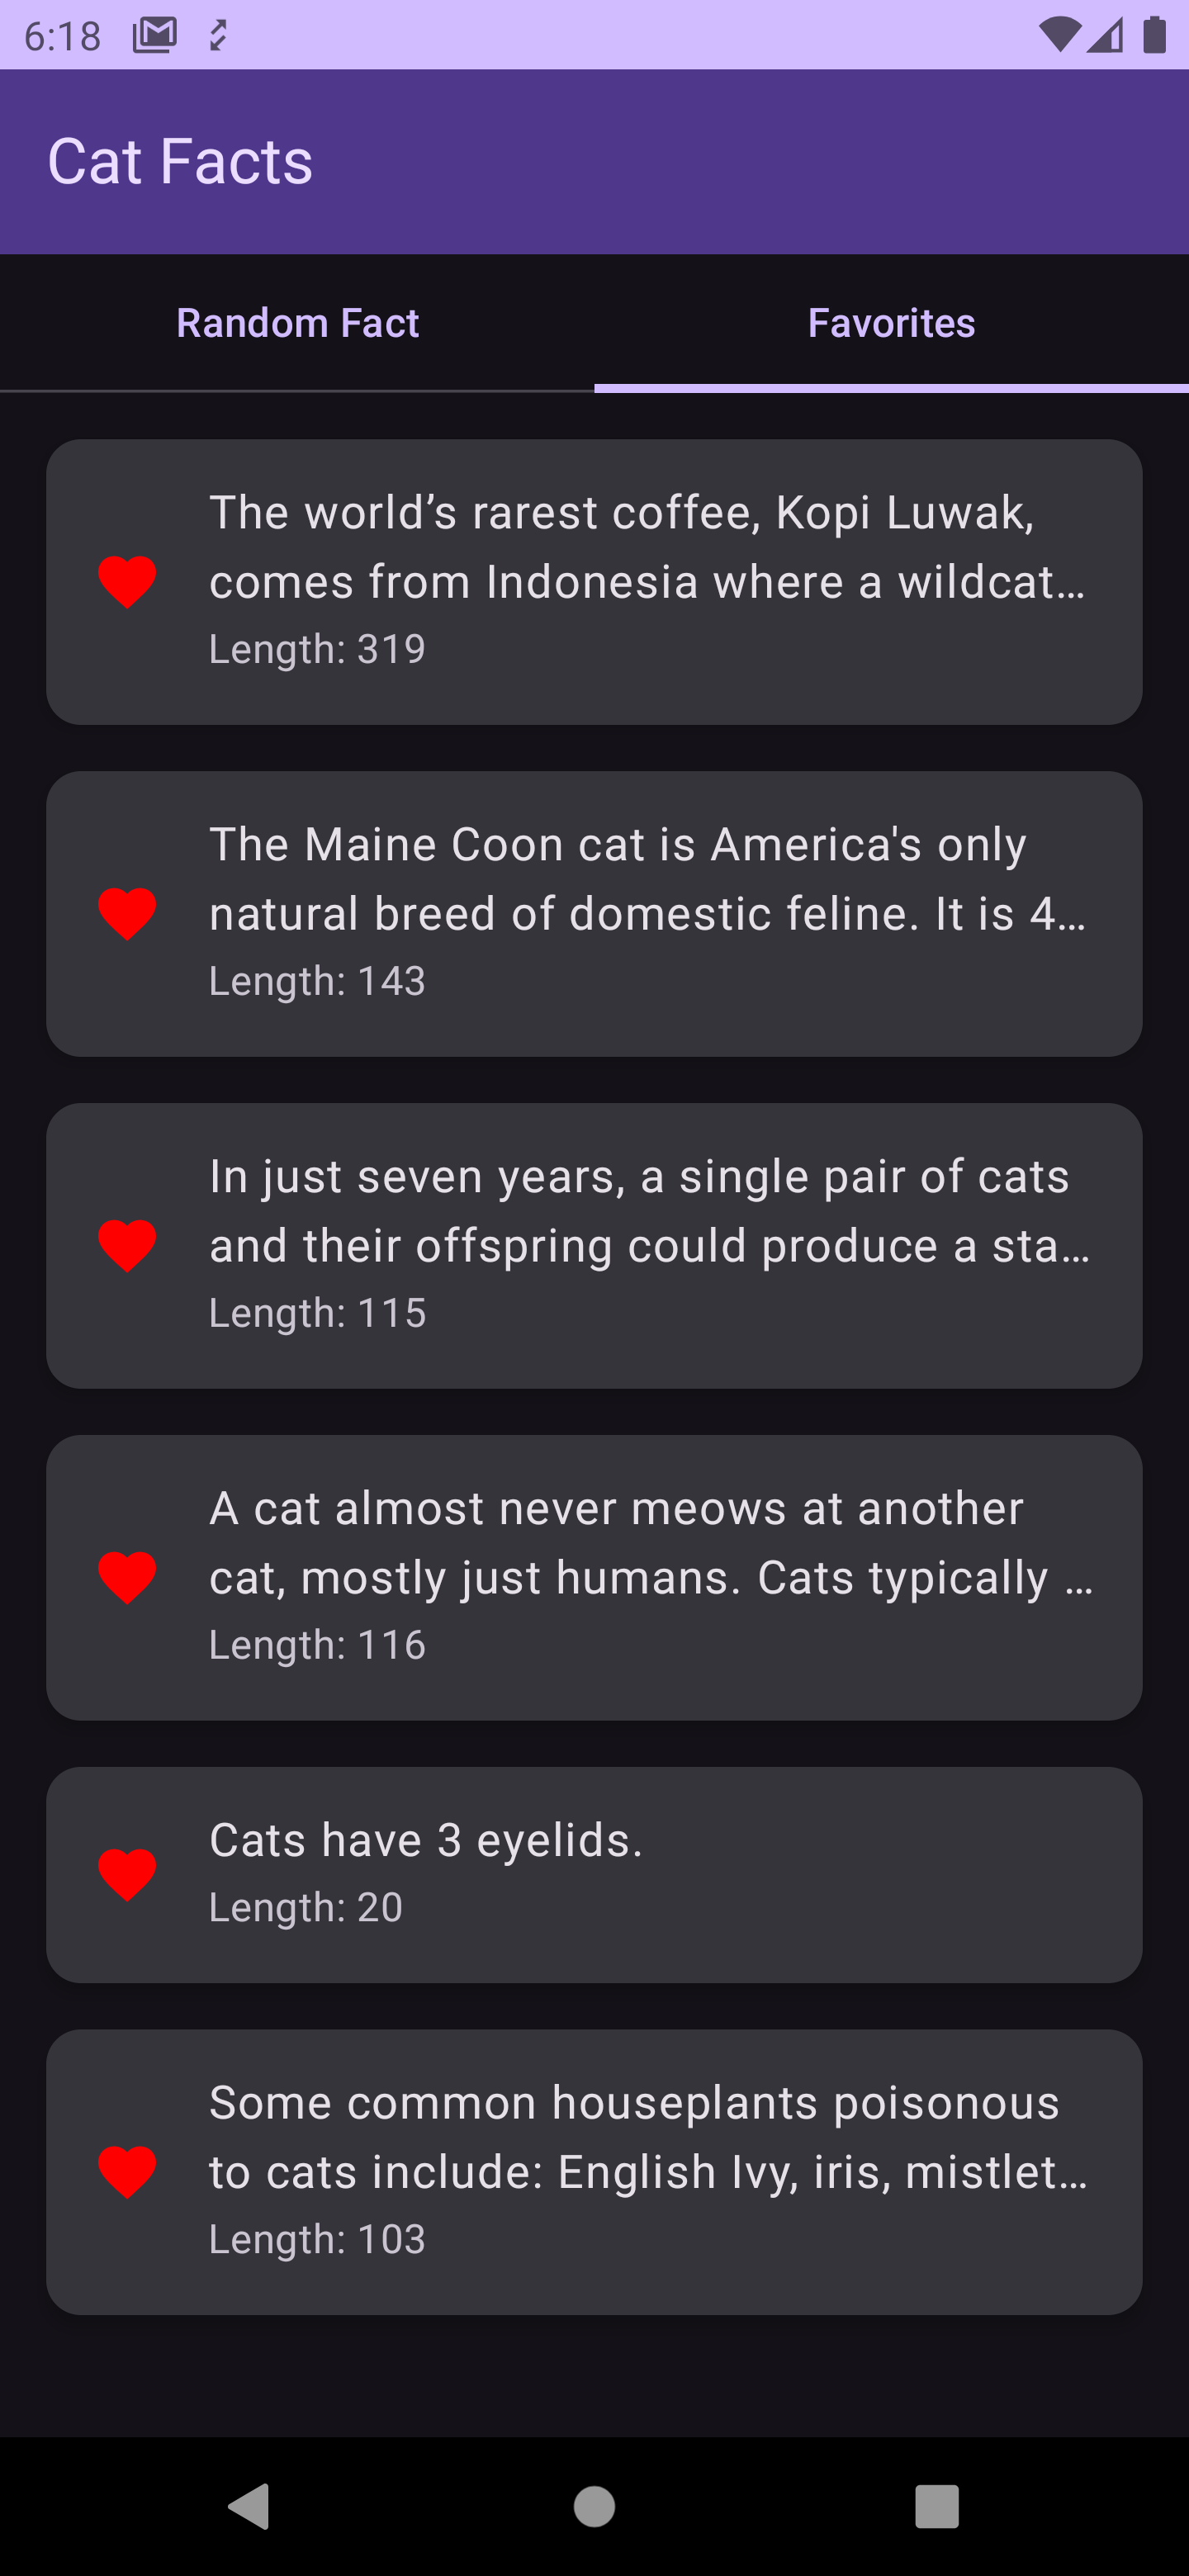 6:18
Cat Facts
Random Fact
Favorites
The world’s rarest coffee, Kopi Luwak,
comes from Indonesia where a wildcat…
Length: 319
The Maine Coon cat is America's only
natural breed of domestic feline. It is 4…
Length: 143
In just seven years, a single pair of cats
and their offspring could produce a sta…
Length: 115
A cat almost never meows at another
cat, mostly just humans. Cats typically …
Length: 116
Cats have 3 eyelids.
Length: 20
Some common houseplants poisonous
to cats include: English Ivy, iris, mistlet…
Length: 103